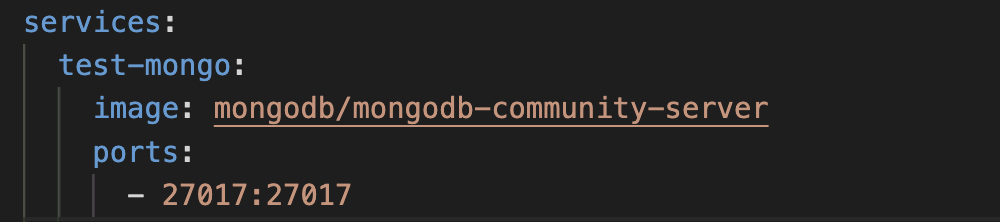 services:
  test-mongo:
    image: mongodb/mongodb-community-server
    ports:
      - 27017:27017